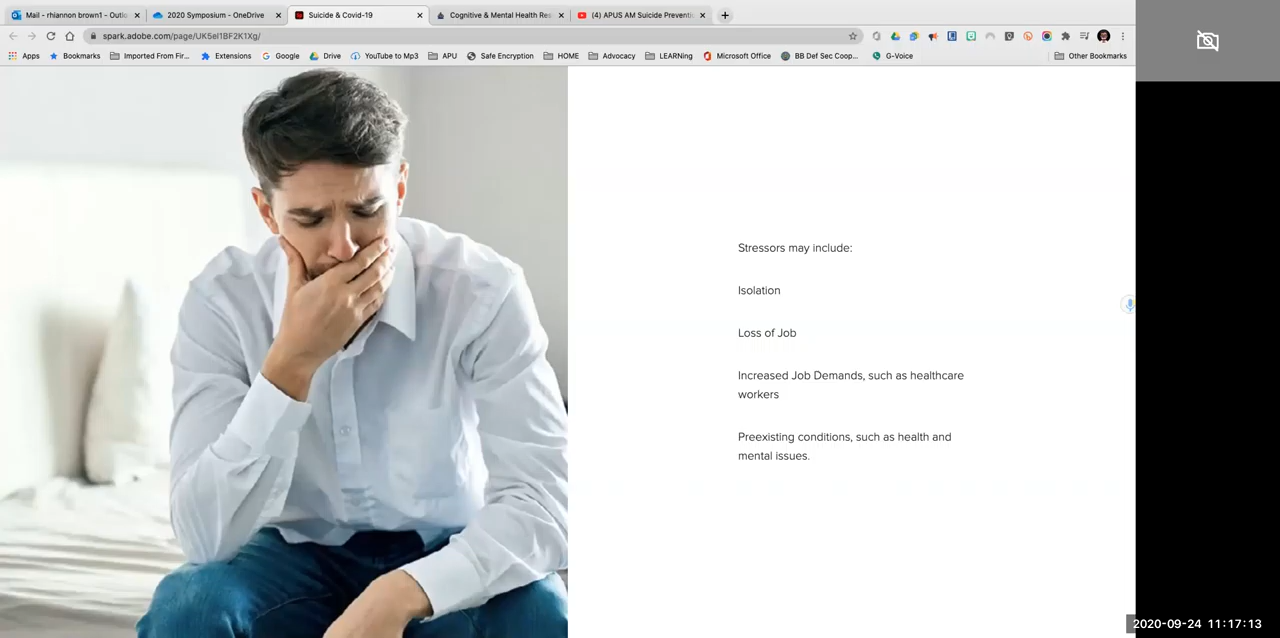 Mail - rhiannon brown1 - Outlo
2020 Symposium - OneDrive
Suicide & Covid-19
Cognitive & Mental Health Res
(4) APUS AM Suicide Preventi
spark.adobe.com/page/UK6eI1BF2K1Xg/
Apps
Bookmarks
Imported From Fir...
Extensions
Google
Drive
YouTube to Mp3
APU
Safe Encryption
HOME
Advocacy
LEARNing
Microsoft Office
BB Def Sec Coop...
G-Voice
Other Bookmarks
Stressors may include:
Isolation
Loss of Job
Increased Job Demands, such as healthcare
workers
Preexisting conditions, such as health and
mental issues.
2020-09-24 11:17:13